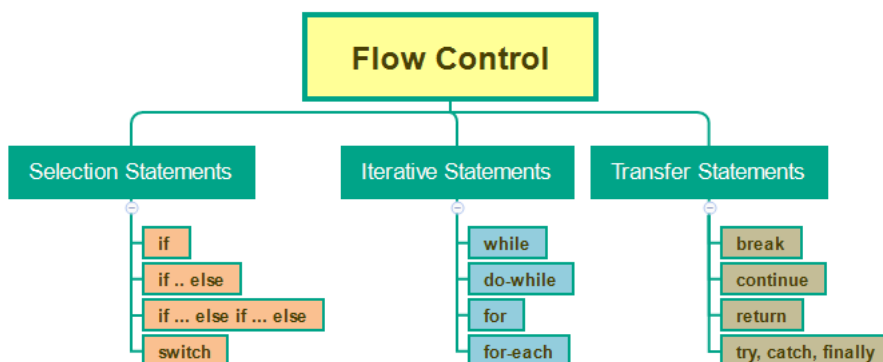 Flow Control
Selection Statements
if
if .. else
if ... else if ... else
switch
Iterative Statements
while
do-while
for
for-each
Transfer Statements
break
continue
return
try, catch, finally